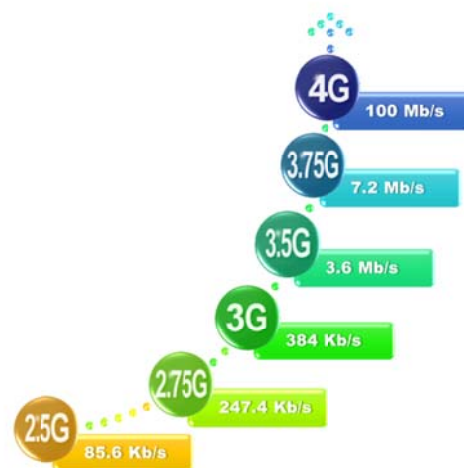 4G
100 Mb/s
3.75G
7.2 Mb/s
3.5G
3.6 Mb/s
3G
384 Kb/s
2.75G
247.4 Kb/s
2.5G
85.6 Kb/s